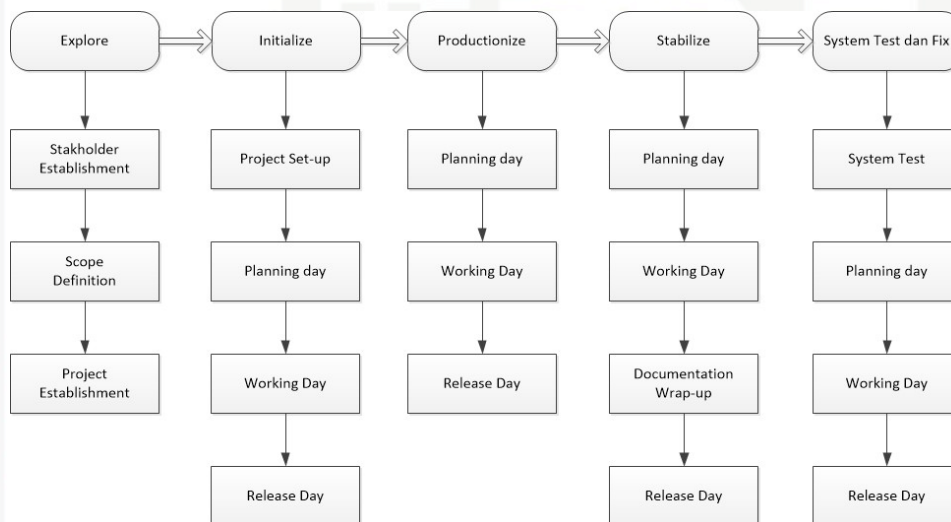 Explore
Initialize
Productionize
Stabilize
System Test dan Fix
Stakholder
Establishment
Project Set-up
Planning day
Planning day
System Test
Scope
Definition
Planning day
Working Day
Working Day
Planning day
Project
Establishment
Working Day
Release Day
Documentation
Wrap-up
Working Day
Release Day
Release Day
Release Day